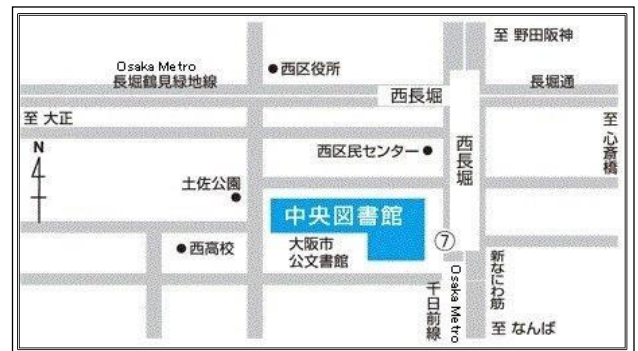 至 野田阪神
Osaka Metro
長堀鶴見緑地線
西区役所
西長堀
長堀通
至 大正
至 心斎橋
N
西区民センター
西長堀
土佐公園
中央図書館
大阪市
公文書館
西高校
⑦
新なにわ筋
Osaka Metro
千日前線
至 なんば